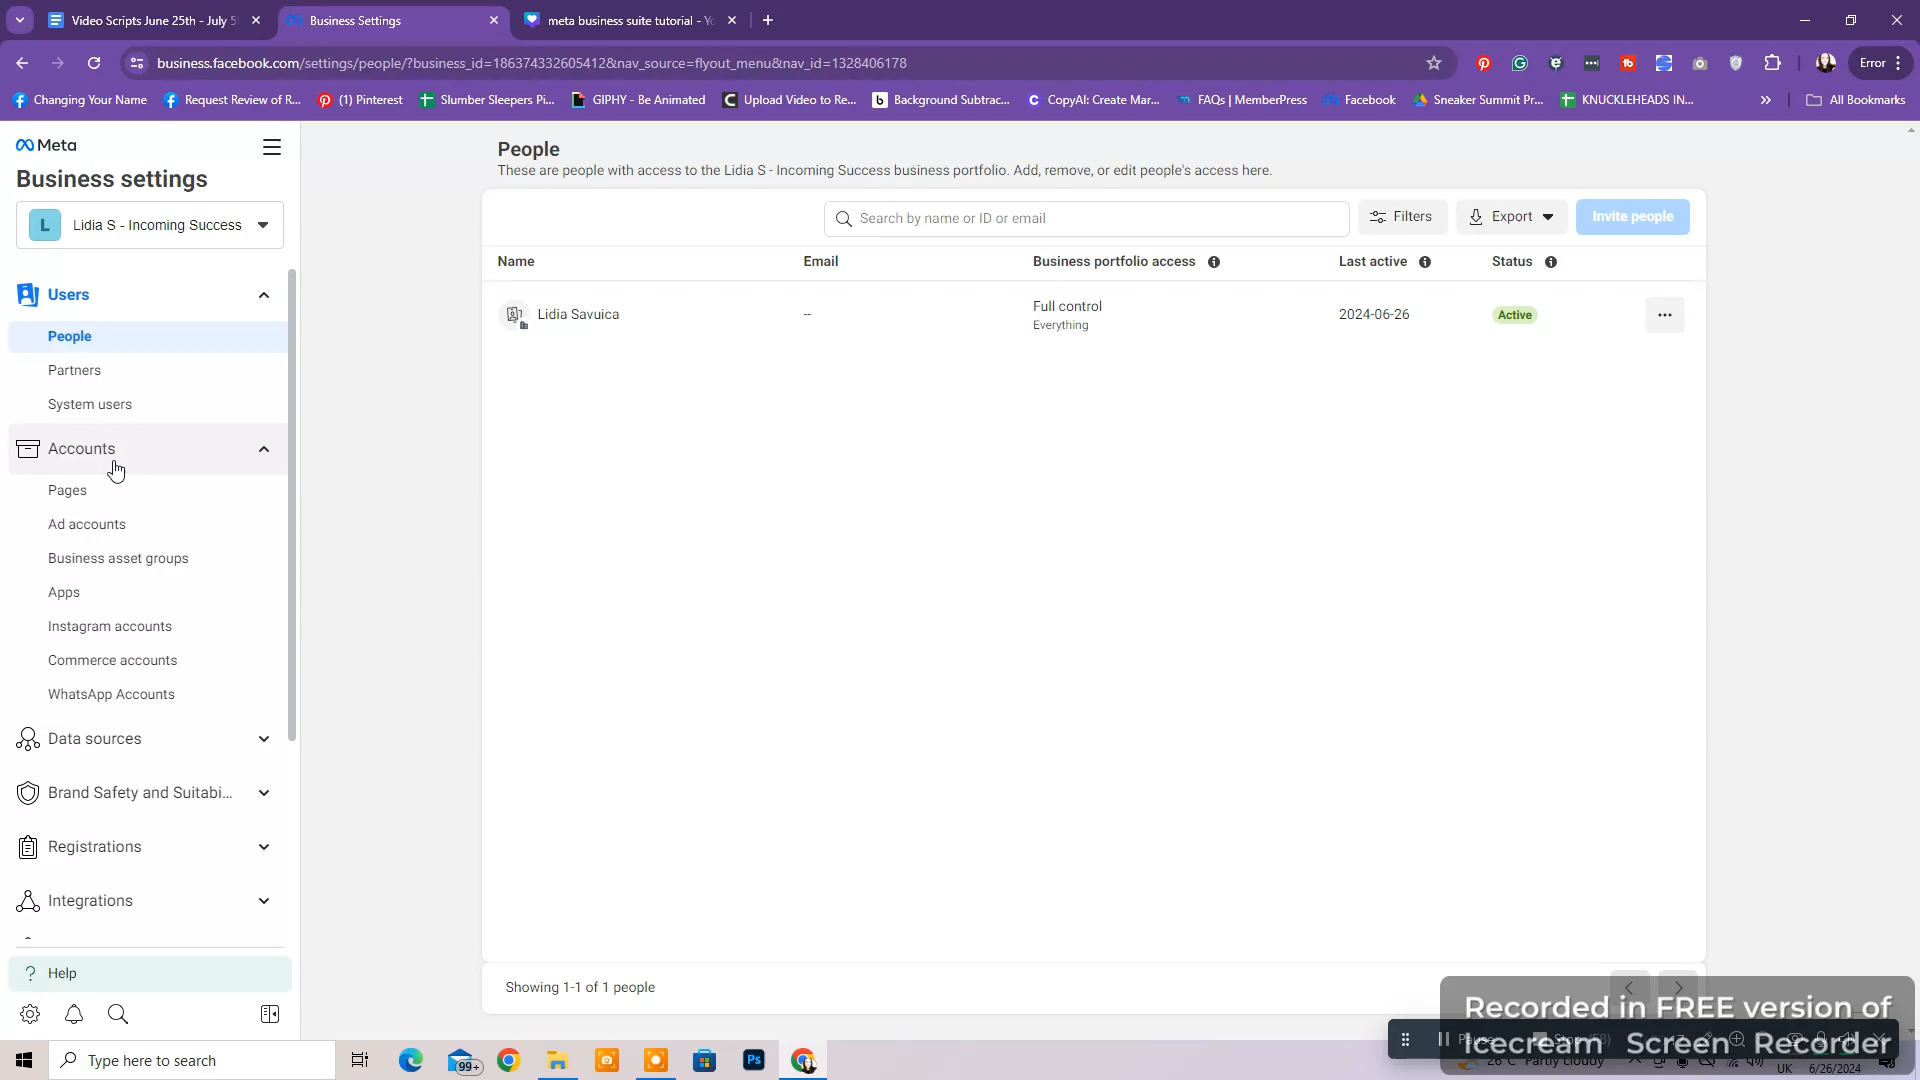 Video Scripts June 25th - July 5
Business Settings
meta business suite tutorial - Yo
business.facebook.com/settings/people/?business_id=186374332605412&nav_source=flyout_menu&nav_id=1328406178
Error
Changing Your Name
Request Review of R...
(1) Pinterest
Slumber Sleepers Pi...
GIPHY - Be Animated
Upload Video to Re...
Background Subtrac...
CopyAI: Create Mar...
FAQs | MemberPress
Facebook
Sneaker Summit Pr...
KNUCKLEHEADS IN...
All Bookmarks
Meta
Business settings
L
Lidia S - Incoming Success
Users
People
Partners
System users
Accounts
Pages
Ad accounts
Business asset groups
Apps
Instagram accounts
Commerce accounts
WhatsApp Accounts
Data sources
Brand Safety and Suitabi...
Registrations
Integrations
? Help
People
These are people with access to the Lidia S - Incoming Success business portfolio. Add, remove, or edit people's access here.
Search by name or ID or email
Filters
Export
Invite people
Name
Email
Business portfolio access
Last active
Status
Lidia Savuica
--
Full control
Everything
2024-06-26
Active
Showing 1-1 of 1 people
Recorded in FREE version of
Icecream Screen Recorder
Type here to search
99+
Ps
26°C Partly cloudy
UK
6/26/2024